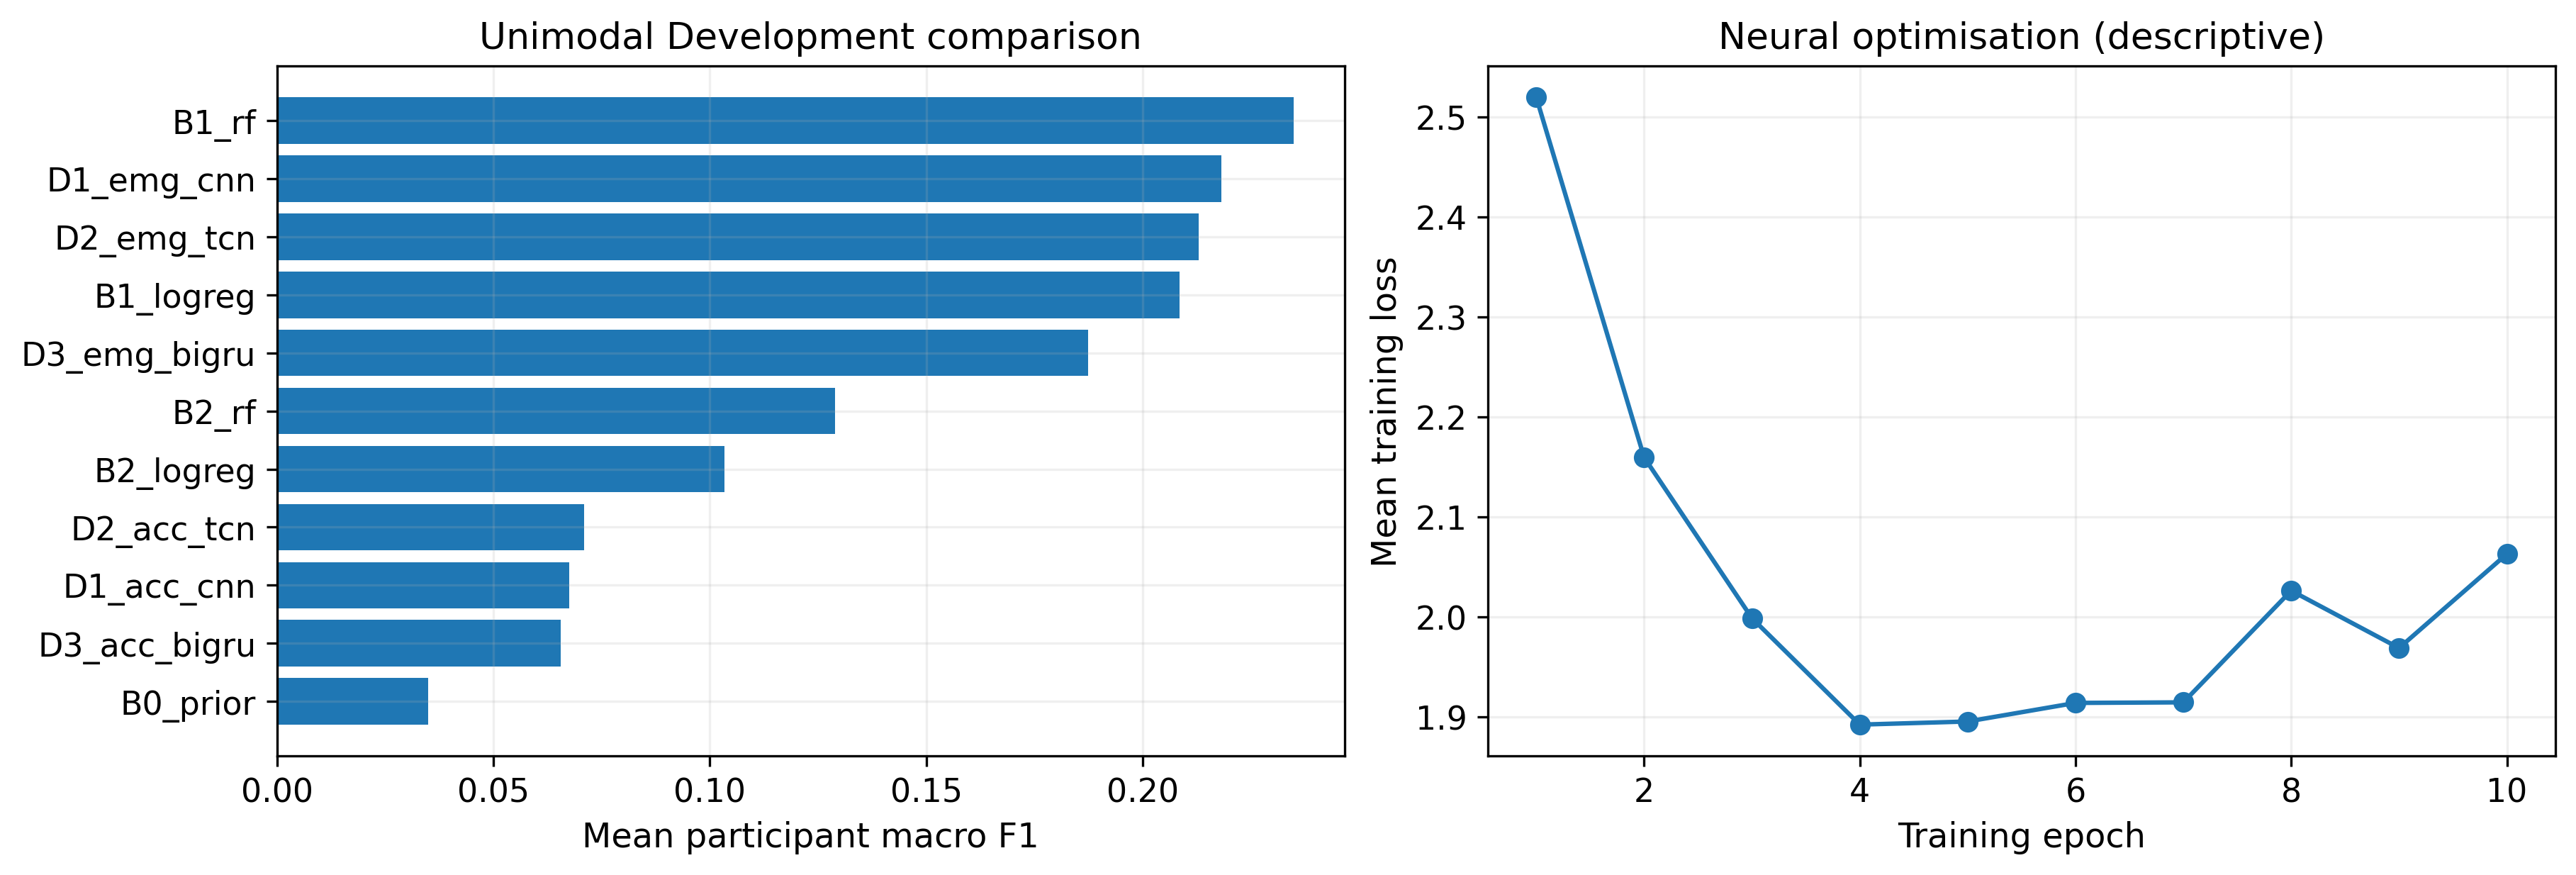 Unimodal Development comparison
B1_rf
D1_emg_cnn
D2_emg_tcn
B1_logreg
D3_emg_bigru
B2_rf
B2_logreg
D2_acc_tcn
D1_acc_cnn
D3_acc_bigru
B0_prior
0.00 0.05 0.10 0.15 0.20
Mean participant macro F1
Neural optimisation (descriptive)
Mean training loss
2.5
2.4
2.3
2.2
2.1
2.0
1.9
2 4 6 8 10
Training epoch